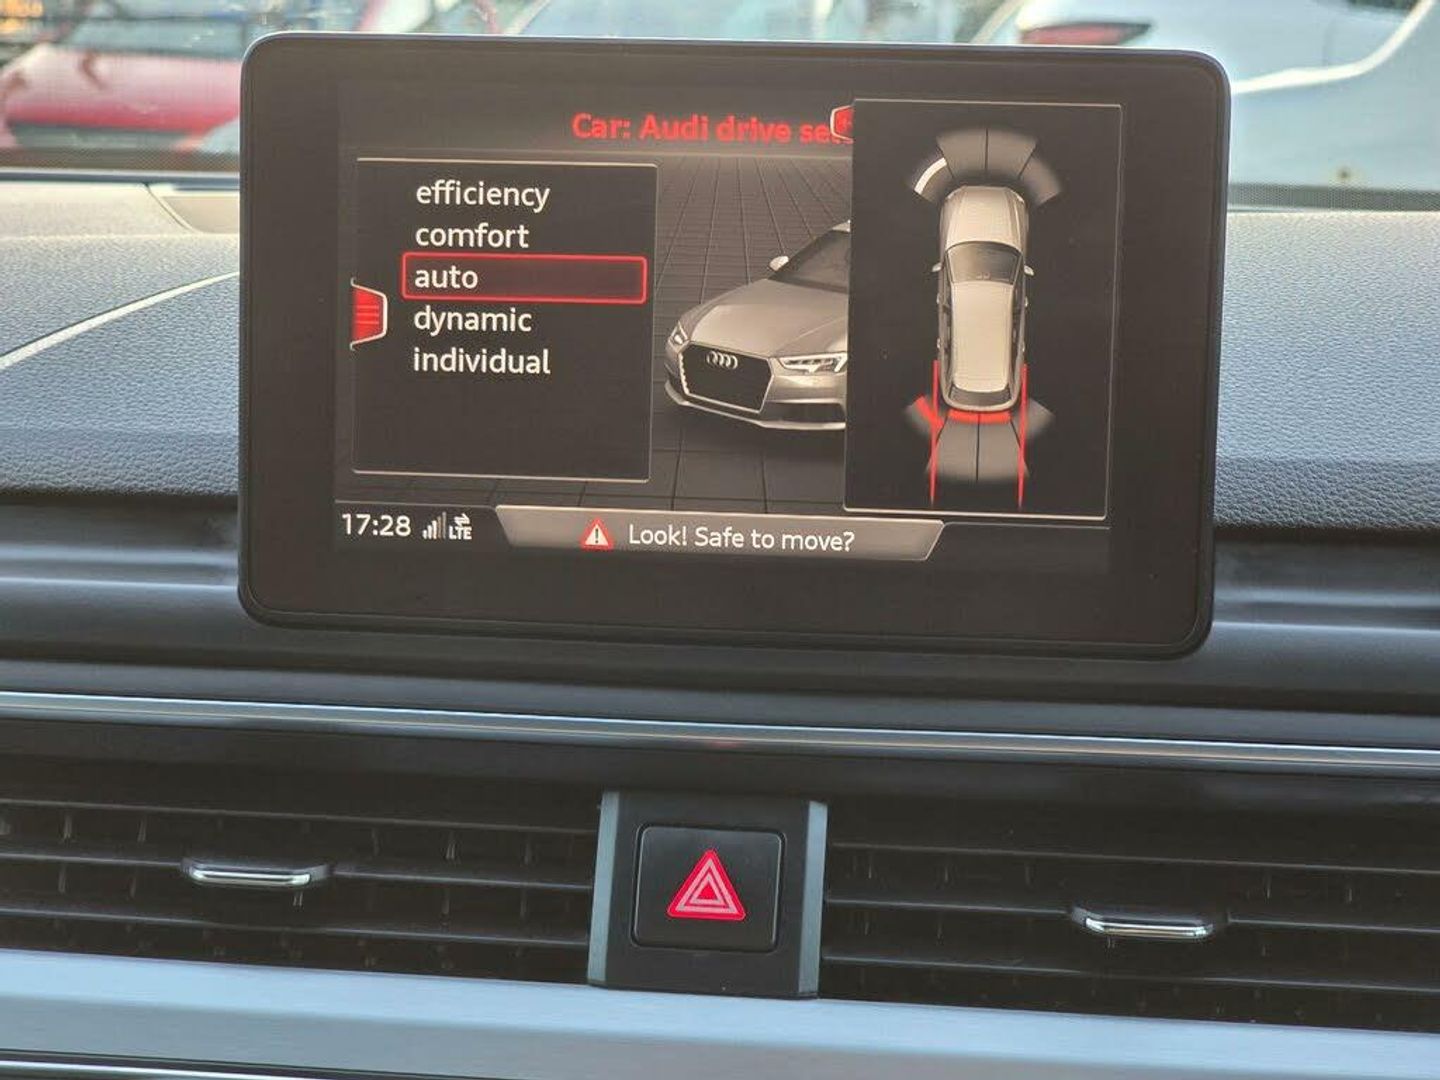 Car: Audi drive se
efficiency
comfort
auto
dynamic
individual
17:28 LTE
Look! Safe to move?